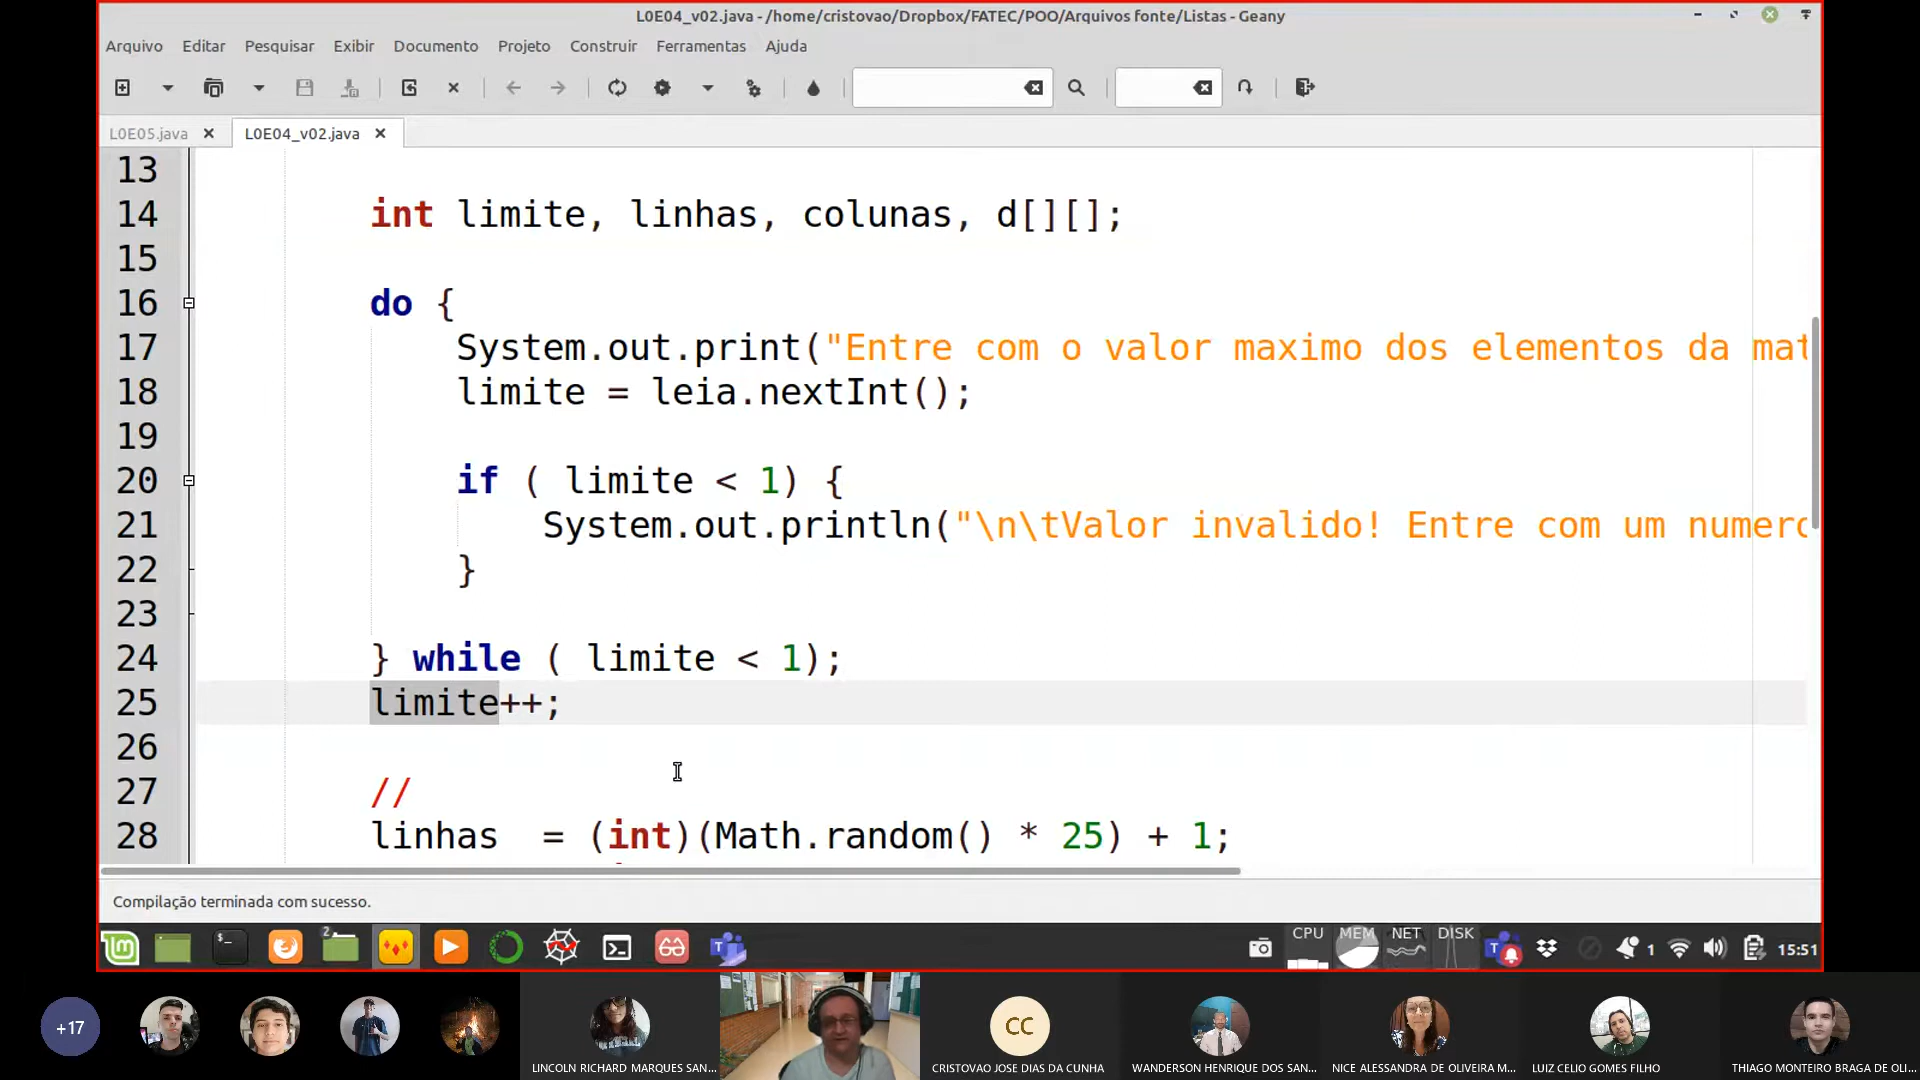 L0E04_v02.java - /home/cristovao/Dropbox/FATEC/POO/Arquivos fonte/Listas - Geany
Arquivo Editar Pesquisar Exibir Documento Projeto Construir Ferramentas Ajuda
L0E05.java L0E04_v02.java
13
14 int limite, linhas, colunas, d[][];
15
16 do {
17 System.out.print("Entre com o valor maximo dos elementos da mat
18 limite = leia.nextInt();
19
20 if ( limite < 1) {
21 System.out.println("\n\tValor invalido! Entre com um numero
22 }
23
24 } while ( limite < 1);
25 limite++;
26
27 //
28 linhas = (int)(Math.random() * 25) + 1;
Compilação terminada com sucesso.
CPU MEM NET DISK
1 15:51
+17
CC
LINCOLN RICHARD MARQUES SAN... CRISTOVAO JOSE DIAS DA CUNHA WANDERSON HENRIQUE DOS SAN... NICE ALESSANDRA DE OLIVEIRA M... LUIZ CELIO GOMES FILHO THIAGO MONTEIRO BRAGA DE OLI...